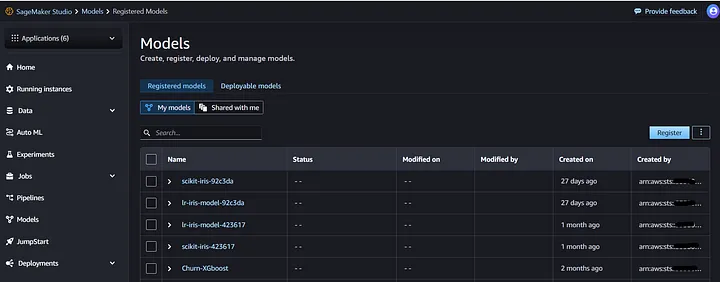 SageMaker Studio > Models > Registered Models
Provide feedback
Applications (6)
Home
Running instances
Data
Auto ML
Experiments
Jobs
Pipelines
Models
JumpStart
Deployments
Models
Create, register, deploy, and manage models.
Registered models Deployable models
My models Shared with me
Search...
Register
Name Status Modified on Modified by Created on Created by
scikit-iris-92c3da -- -- 27 days ago arn:aws:sts:
lr-iris-model-92c3da -- -- 27 days ago arn:aws:sts:
lr-iris-model-423617 -- -- 1 month ago arn:aws:sts:
scikit-iris-423617 -- -- 1 month ago arn:aws:sts:
Churn-XGboost -- -- 2 months ago arn:aws:sts: